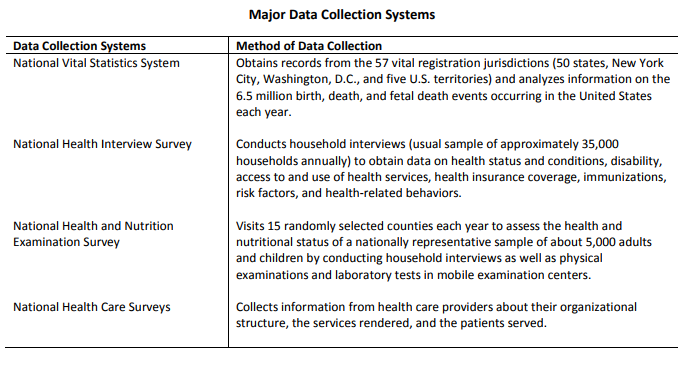 Major Data Collection Systems
Data Collection Systems
Method of Data Collection
National Vital Statistics System
Obtains records from the 57 vital registration jurisdictions (50 states, New York
City, Washington, D.C., and five U.S. territories) and analyzes information on the
6.5 million birth, death, and fetal death events occurring in the United States
each year.
National Health Interview Survey
Conducts household interviews (usual sample of approximately 35,000
households annually) to obtain data on health status and conditions, disability,
access to and use of health services, health insurance coverage, immunizations,
risk factors, and health-related behaviors.
National Health and Nutrition
Examination Survey
Visits 15 randomly selected counties each year to assess the health and
nutritional status of a nationally representative sample of about 5,000 adults
and children by conducting household interviews as well as physical
examinations and laboratory tests in mobile examination centers.
National Health Care Surveys
Collects information from health care providers about their organizational
structure, the services rendered, and the patients served.